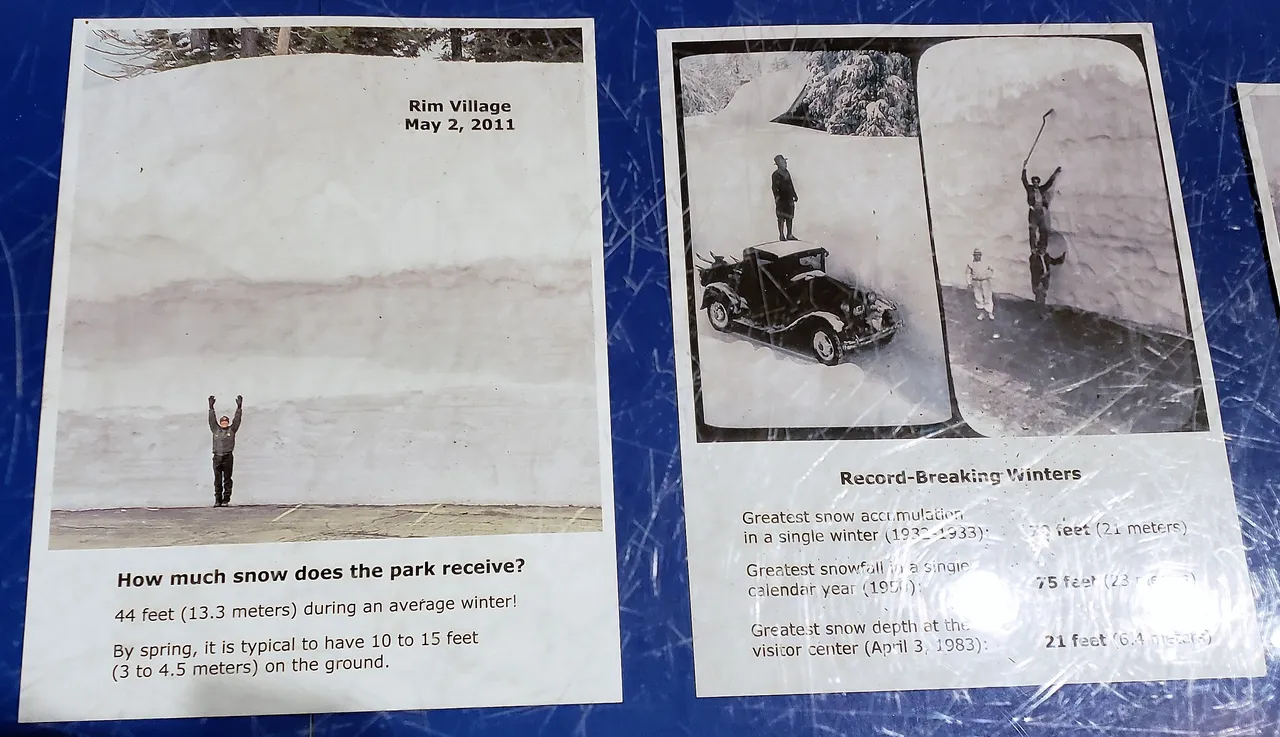 Rim Village
May 2, 2011
How much snow does the park receive?
44 feet (13.3 meters) during an average winter!
By spring, it is typical to have 10 to 15 feet
(3 to 4.5 meters) on the ground.
Record-Breaking Winters
Greatest snow accumulation
in a single winter (1932-1933):
feet (21 meters)
Greatest snowfall in a single
calendar year
75 feet (23 meters)
Greatest snow depth at the
visitor center (April 3, 1983):
21 feet (6.4 meters)